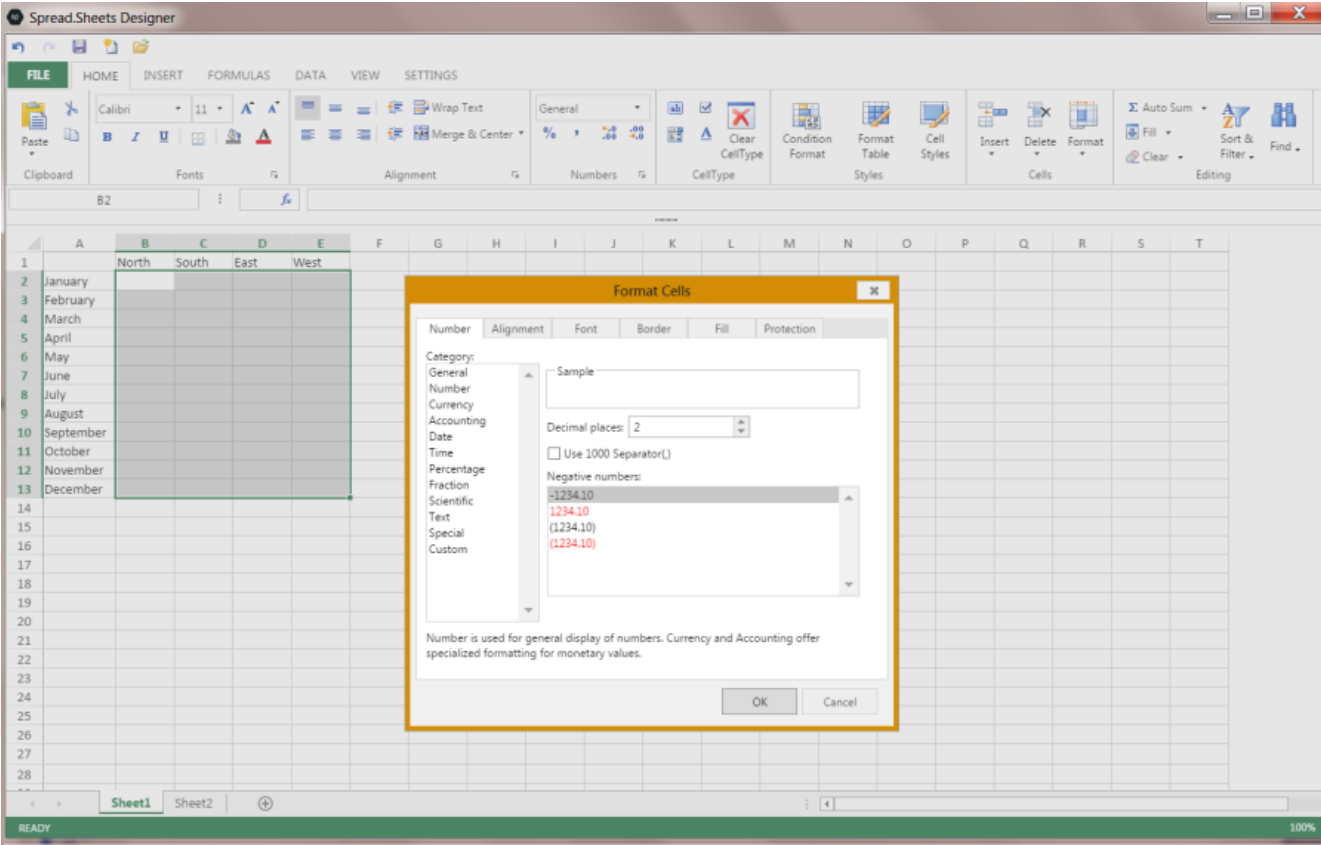 Spread.Sheets Designer
FILE HOME INSERT FORMULAS DATA VIEW SETTINGS
Calibri 11 Wrap Text General Σ Auto Sum
Paste B I U A Merge & Center % , Clear CellType Condition Format Format Table Cell Styles Insert Delete Format Fill Clear Sort & Filter Find
Clipboard Fonts Alignment Numbers CellType Styles Cells Editing
B2 fx
A B C D E F G H I J K L M N O P Q R S T
1 North South East West
2 January
3 February
4 March
5 April
6 May
7 June
8 July
9 August
10 September
11 October
12 November
13 December
14
15
16
17
18
19
20
21
22
23
24
25
26
27
28
Format Cells
Number Alignment Font Border Fill Protection
Category:
General
Number
Currency
Accounting
Date
Time
Percentage
Fraction
Scientific
Text
Special
Custom
Sample
Decimal places: 2
Use 1000 Separator(,)
Negative numbers:
-1234.10
1234.10
(1234.10)
(1234.10)
Number is used for general display of numbers. Currency and Accounting offer
specialized formatting for monetary values.
OK Cancel
Sheet1 Sheet2
READY 100%